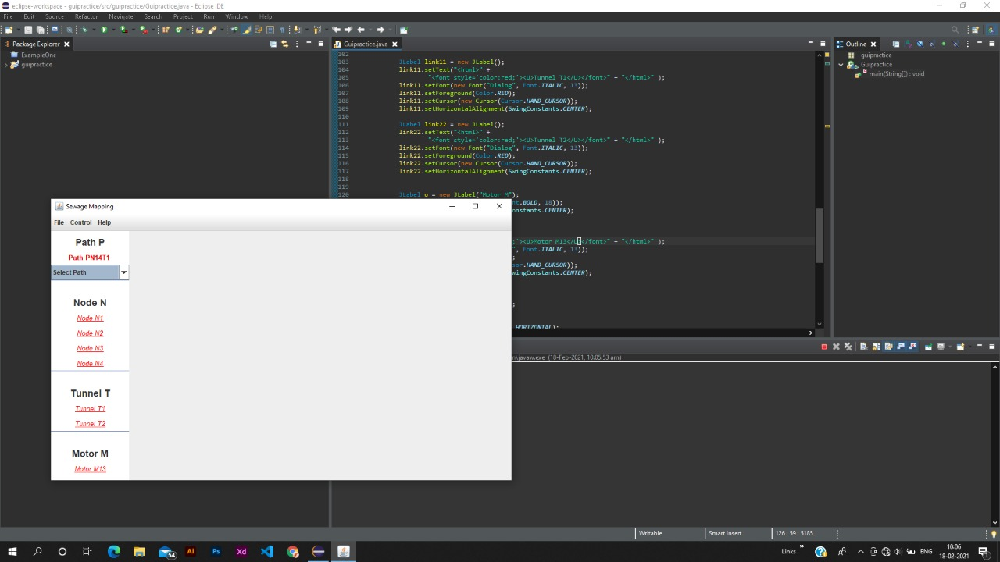 eclipse-workspace - guipractice/src/guipractice/Guipractice.java - Eclipse IDE
File Edit Source Refactor Navigate Search Project Run Window Help
Package Explorer
ExampleOne
guipractice
Guipractice.java
102
103 JLabel link11 = new JLabel();
104 link11.setText("<html>" +
105 "<font style='color:red;'><U>Tunnel T1</U></font>" + "</html>" );
106 link11.setFont(new Font("Dialog", Font.ITALIC, 13));
107 link11.setForeground(Color.RED);
108 link11.setCursor(new Cursor(Cursor.HAND_CURSOR));
109 link11.setHorizontalAlignment(SwingConstants.CENTER);
110
111 JLabel link22 = new JLabel();
112 link22.setText("<html>" +
113 "<font style='color:red;'><U>Tunnel T2</U></font>" + "</html>" );
114 link22.setFont(new Font("Dialog", Font.ITALIC, 13));
115 link22.setForeground(Color.RED);
116 link22.setCursor(new Cursor(Cursor.HAND_CURSOR));
117 link22.setHorizontalAlignment(SwingConstants.CENTER);
118
119
120 JLabel o = new JLabel("Motor M");
nt.BOLD, 18));
onstants.CENTER);
;'><U>Motor M13</U></font>" + "</html>" );
", Font.ITALIC, 13));
;
sor.HAND_CURSOR));
wingConstants.CENTER);
;
HORIZONTAL);
Outline
guipractice
Guipractice
main(String[]) : void
Sewage Mapping
File Control Help
Path P
Path PN14T1
Select Path
Node N
Node N1
Node N2
Node N3
Node N4
Tunnel T
Tunnel T1
Tunnel T2
Motor M
Motor M13
n\javaw.exe (18-Feb-2021, 10:05:53 am)
Writable Smart Insert 126 : 59 : 5185
54 Ai Ps Xd Links » ENG 10:06
18-02-2021 1